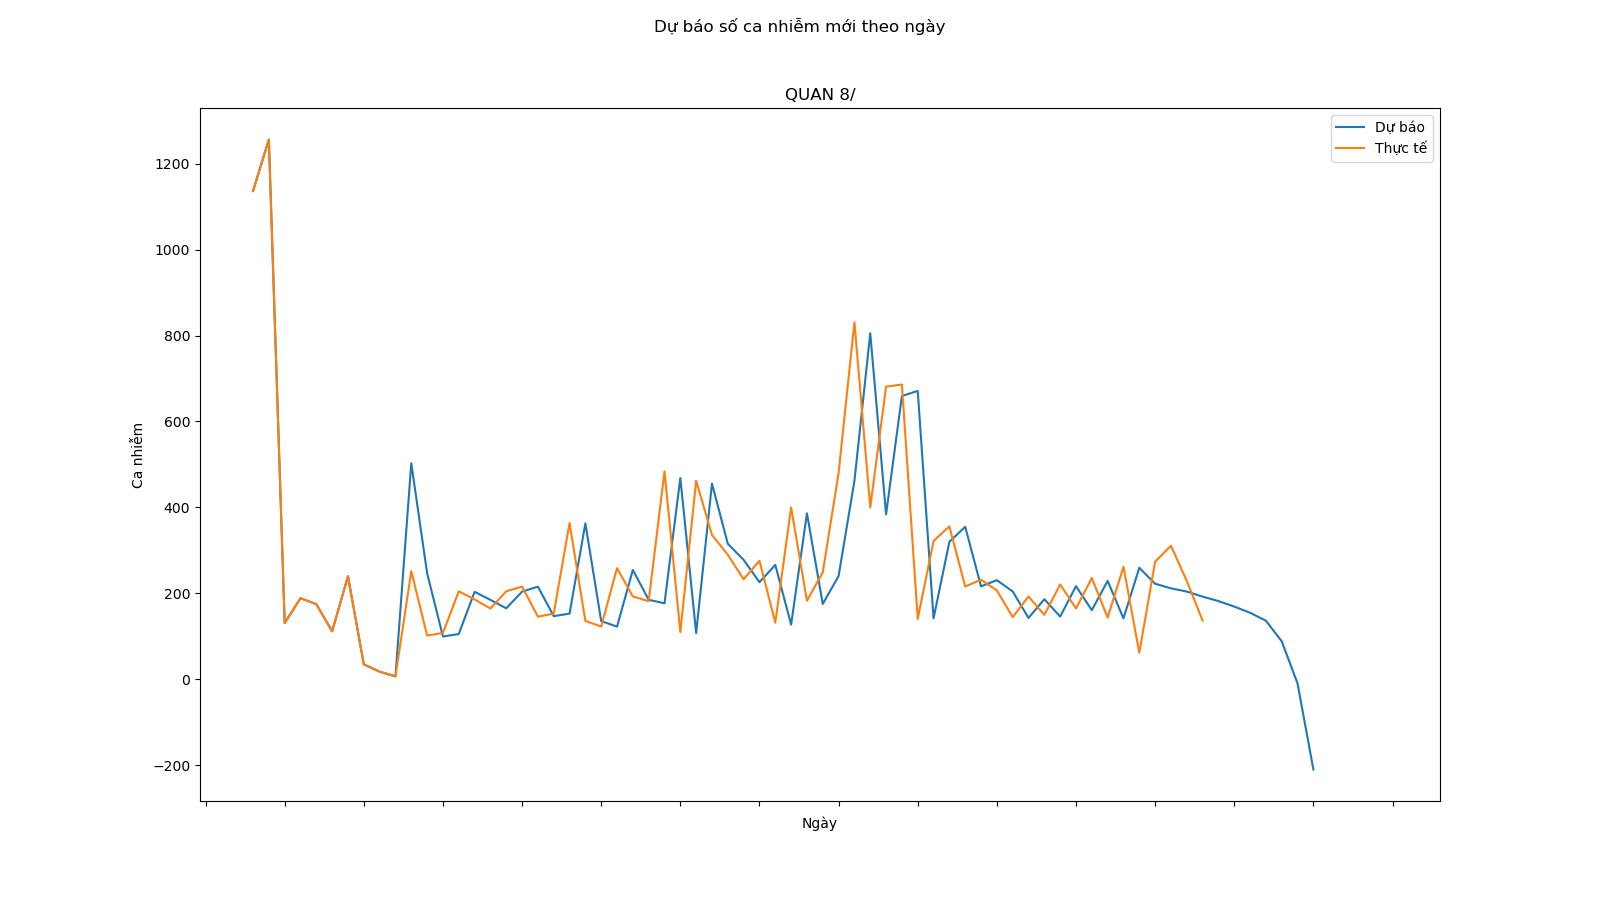 Dự báo số ca nhiễm mới theo ngày
QUAN 8/
Dự báo
Thực tế
1200
1000
800
600
400
200
0
−200
Ca nhiễm
Ngày